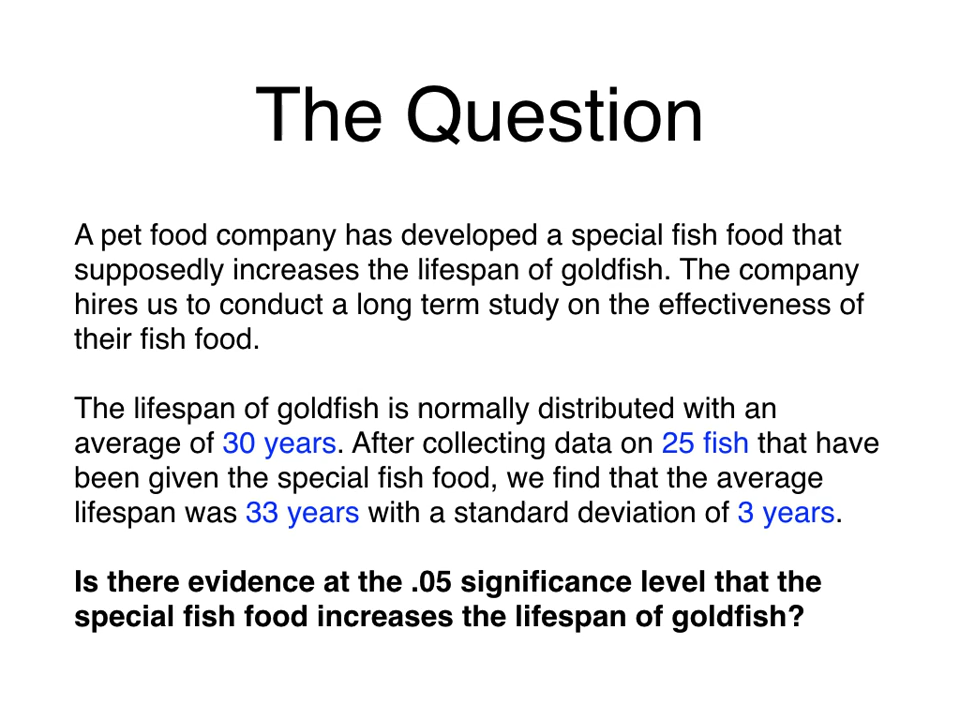 The Question
A pet food company has developed a special fish food that
supposedly increases the lifespan of goldfish. The company
hires us to conduct a long term study on the effectiveness of
their fish food.
The lifespan of goldfish is normally distributed with an
average of 30 years. After collecting data on 25 fish that have
been given the special fish food, we find that the average
lifespan was 33 years with a standard deviation of 3 years.
Is there evidence at the .05 significance level that the
special fish food increases the lifespan of goldfish?